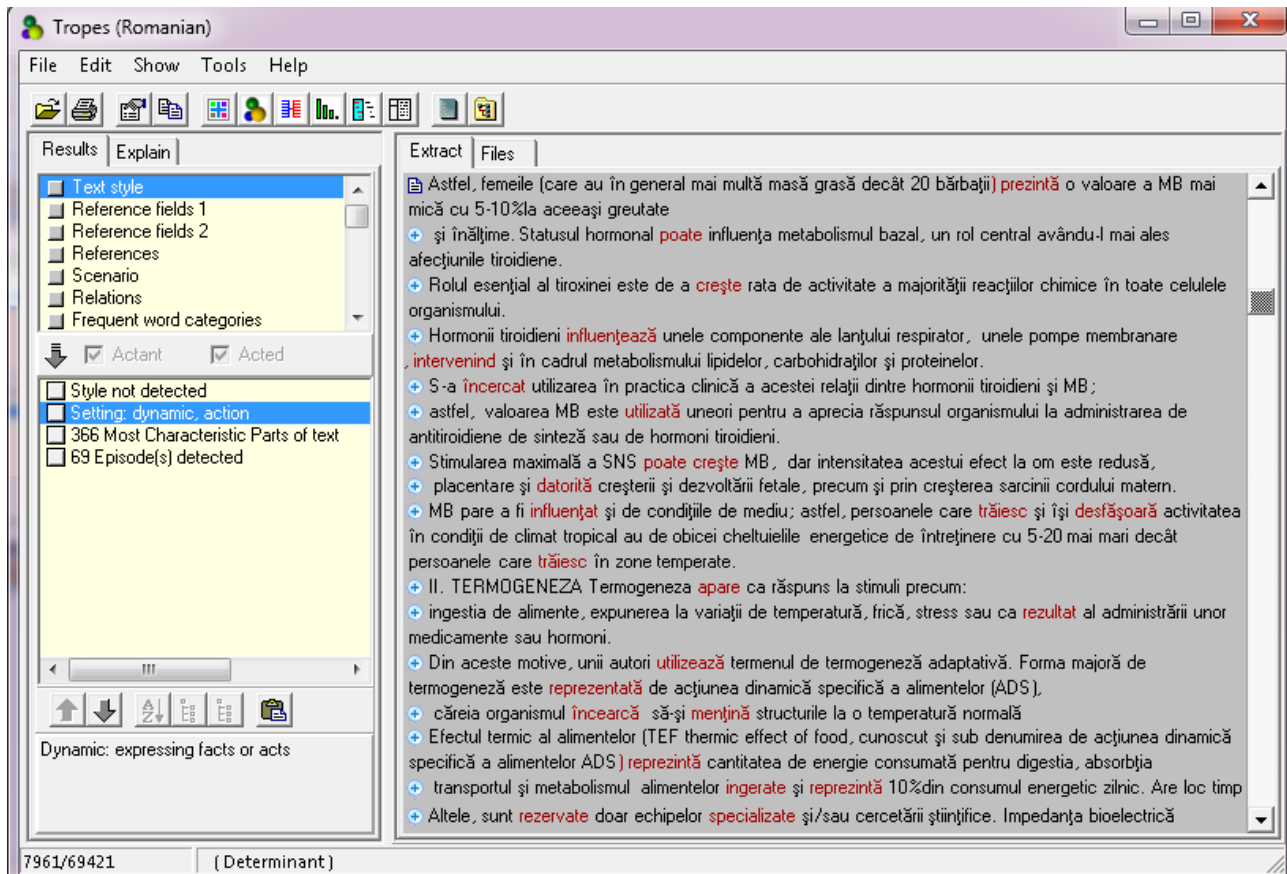 Tropes (Romanian)
File Edit Show Tools Help
Results Explain
Text style
Reference fields 1
Reference fields 2
References
Scenario
Relations
Frequent word categories
Actant Acted
Style not detected
Setting: dynamic, action
366 Most Characteristic Parts of text
69 Episode(s) detected
Dynamic: expressing facts or acts
Extract Files
Astfel, femeile (care au în general mai multă masă grasă decât 20 bărbaţii) prezintă o valoare a MB mai
mică cu 5-10%la aceeaşi greutate
şi înălţime. Statusul hormonal poate influenţa metabolismul bazal, un rol central avându-l mai ales
afecţiunile tiroidiene.
Rolul esenţial al tiroxinei este de a creşte rata de activitate a majorităţii reacţiilor chimice în toate celulele
organismului.
Hormonii tiroidieni influenţează unele componente ale lanţului respirator, unele pompe membranare
, intervenind şi în cadrul metabolismului lipidelor, carbohidraţilor şi proteinelor.
S-a încercat utilizarea în practica clinică a acestei relaţii dintre hormonii tiroidieni şi MB;
astfel, valoarea MB este utilizată uneori pentru a aprecia răspunsul organismului la administrarea de
antitiroidiene de sinteză sau de hormoni tiroidieni.
Stimularea maximală a SNS poate creşte MB, dar intensitatea acestui efect la om este redusă,
placentare şi datorită creşterii şi dezvoltării fetale, precum şi prin creşterea sarcinii cordului matern.
MB pare a fi influenţat şi de condiţiile de mediu; astfel, persoanele care trăiesc şi îşi desfăşoară activitatea
în condiţii de climat tropical au de obicei cheltuielile energetice de întreţinere cu 5-20 mai mari decât
persoanele care trăiesc în zone temperate.
II. TERMOGENEZA Termogeneza apare ca răspuns la stimuli precum:
ingestia de alimente, expunerea la variaţii de temperatură, frică, stress sau ca rezultat al administrării unor
medicamente sau hormoni.
Din aceste motive, unii autori utilizează termenul de termogeneză adaptativă. Forma majoră de
termogeneză este reprezentată de acţiunea dinamică specifică a alimentelor (ADS),
căreia organismul încearcă să-şi menţină structurile la o temperatură normală
Efectul termic al alimentelor (TEF thermic effect of food, cunoscut şi sub denumirea de acţiunea dinamică
specifică a alimentelor ADS) reprezintă cantitatea de energie consumată pentru digestia, absorbţia
transportul şi metabolismul alimentelor ingerate şi reprezintă 10%din consumul energetic zilnic. Are loc timp
Altele, sunt rezervate doar echipelor specializate şi/sau cercetării ştiinţifice. Impedanţa bioelectrică
7961/69421 (Determinant)